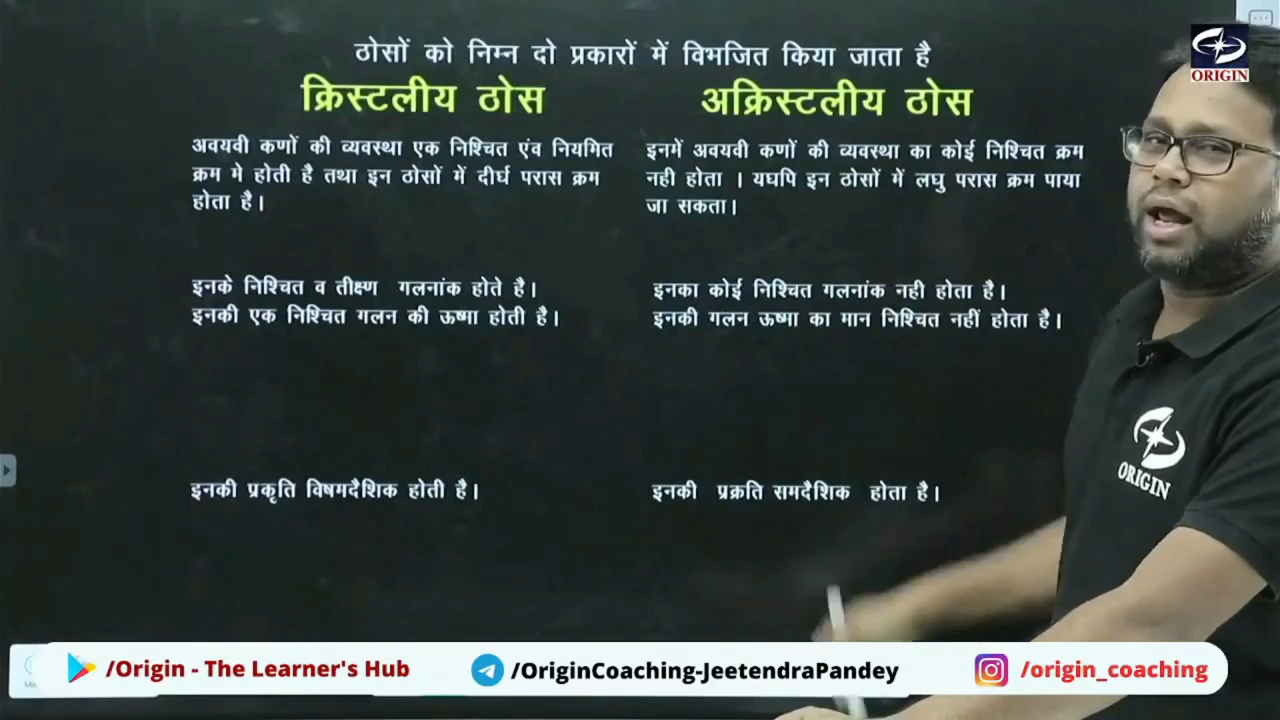 ORIGIN
ठोसों को निम्न दो प्रकारों में विभजित किया जाता है
क्रिस्टलीय ठोस
अवयवी कणों की व्यवस्था एक निश्चित एंव नियमित
क्रम मे होती है तथा इन ठोसों में दीर्घ परास क्रम
होता है।
इनके निश्चित व तीक्ष्ण गलनांक होते है।
इनकी एक निश्चित गलन की ऊष्मा होती है।
इनकी प्रकृति विषमदैशिक होती है।
अक्रिस्टलीय ठोस
इनमें अवयवी कणों की व्यवस्था का कोई निश्चित क्रम
नही होता । यघपि इन ठोसों में लघु परास क्रम पाया
जा सकता।
इनका कोई निश्चित गलनांक नही होता है।
इनकी गलन ऊष्मा का मान निश्चित नहीं होता है।
इनकी प्रक्रति समदैशिक होता है।
ORIGIN
/Origin - The Learner's Hub
/OriginCoaching-JeetendraPandey
/origin_coaching